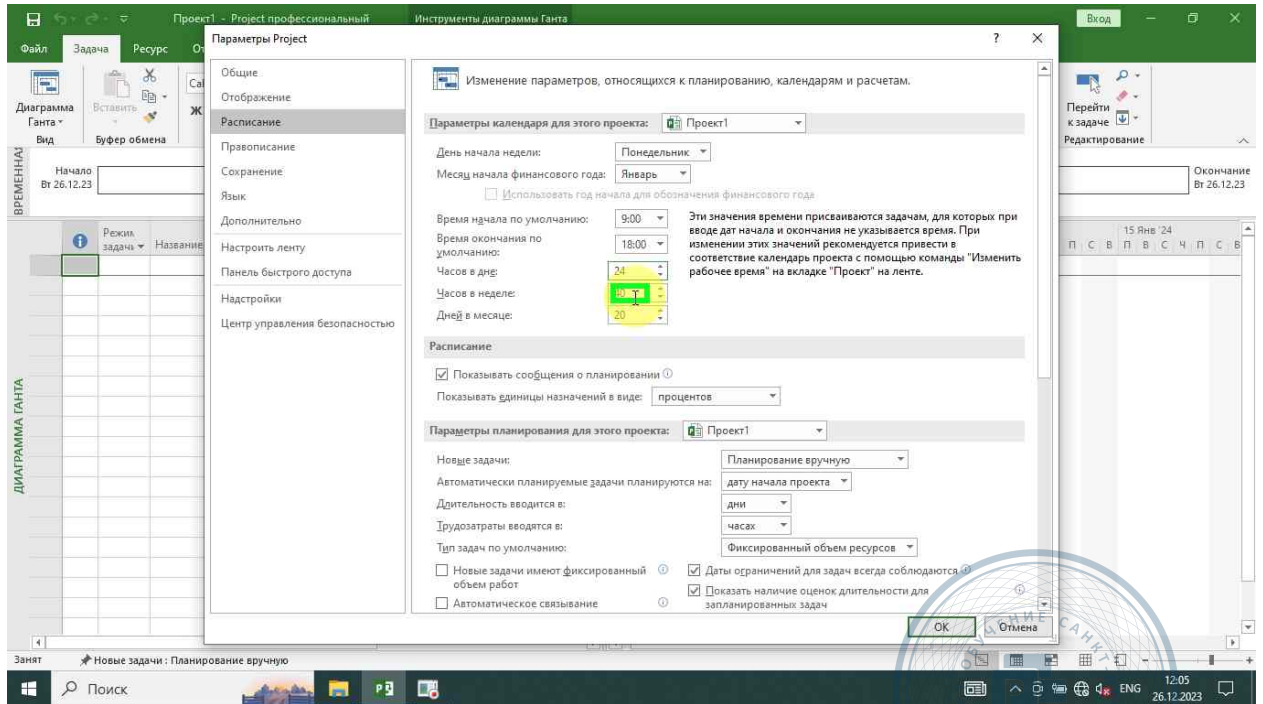 Проект1 - Project профессиональный
Инструменты диаграммы Ганта
Вход
Файл
Задача
Ресурс
Параметры Project
?
Диаграмма
Ганта
Вид
Вставить
Буфер обмена
Ж
Перейти
к задаче
Редактирование
Начало
Вт 26.12.23
Окончание
Вт 26.12.23
Режим
задачи
Название
15 Янв '24
П С В П В С Ч П С В
ДИАГРАММА ГАНТА
Общие
Отображение
Расписание
Правописание
Сохранение
Язык
Дополнительно
Настроить ленту
Панель быстрого доступа
Надстройки
Центр управления безопасностью
Изменение параметров, относящихся к планированию, календарям и расчетам.
Параметры календаря для этого проекта: Проект1
День начала недели: Понедельник
Месяц начала финансового года: Январь
Использовать год начала для обозначения финансового года
Время начала по умолчанию: 9:00
Время окончания по
умолчанию: 18:00
Часов в дне: 24
Часов в неделе: 40
Дней в месяце: 20
Эти значения времени присваиваются задачам, для которых при
вводе дат начала и окончания не указывается время. При
изменении этих значений рекомендуется привести в
соответствие календарь проекта с помощью команды "Изменить
рабочее время" на вкладке "Проект" на ленте.
Расписание
Показывать сообщения о планировании
Показывать единицы назначений в виде: процентов
Параметры планирования для этого проекта: Проект1
Новые задачи: Планирование вручную
Автоматически планируемые задачи планируются на: дату начала проекта
Длительность вводится в: дни
Трудозатраты вводятся в: часах
Тип задач по умолчанию: Фиксированный объем ресурсов
Новые задачи имеют фиксированный
объем работ
Автоматическое связывание
Даты ограничений для задач всегда соблюдаются
Показать наличие оценок длительности для
запланированных задач
ОК
Отмена
Занят
Новые задачи : Планирование вручную
Поиск
ENG
12:05
26.12.2023